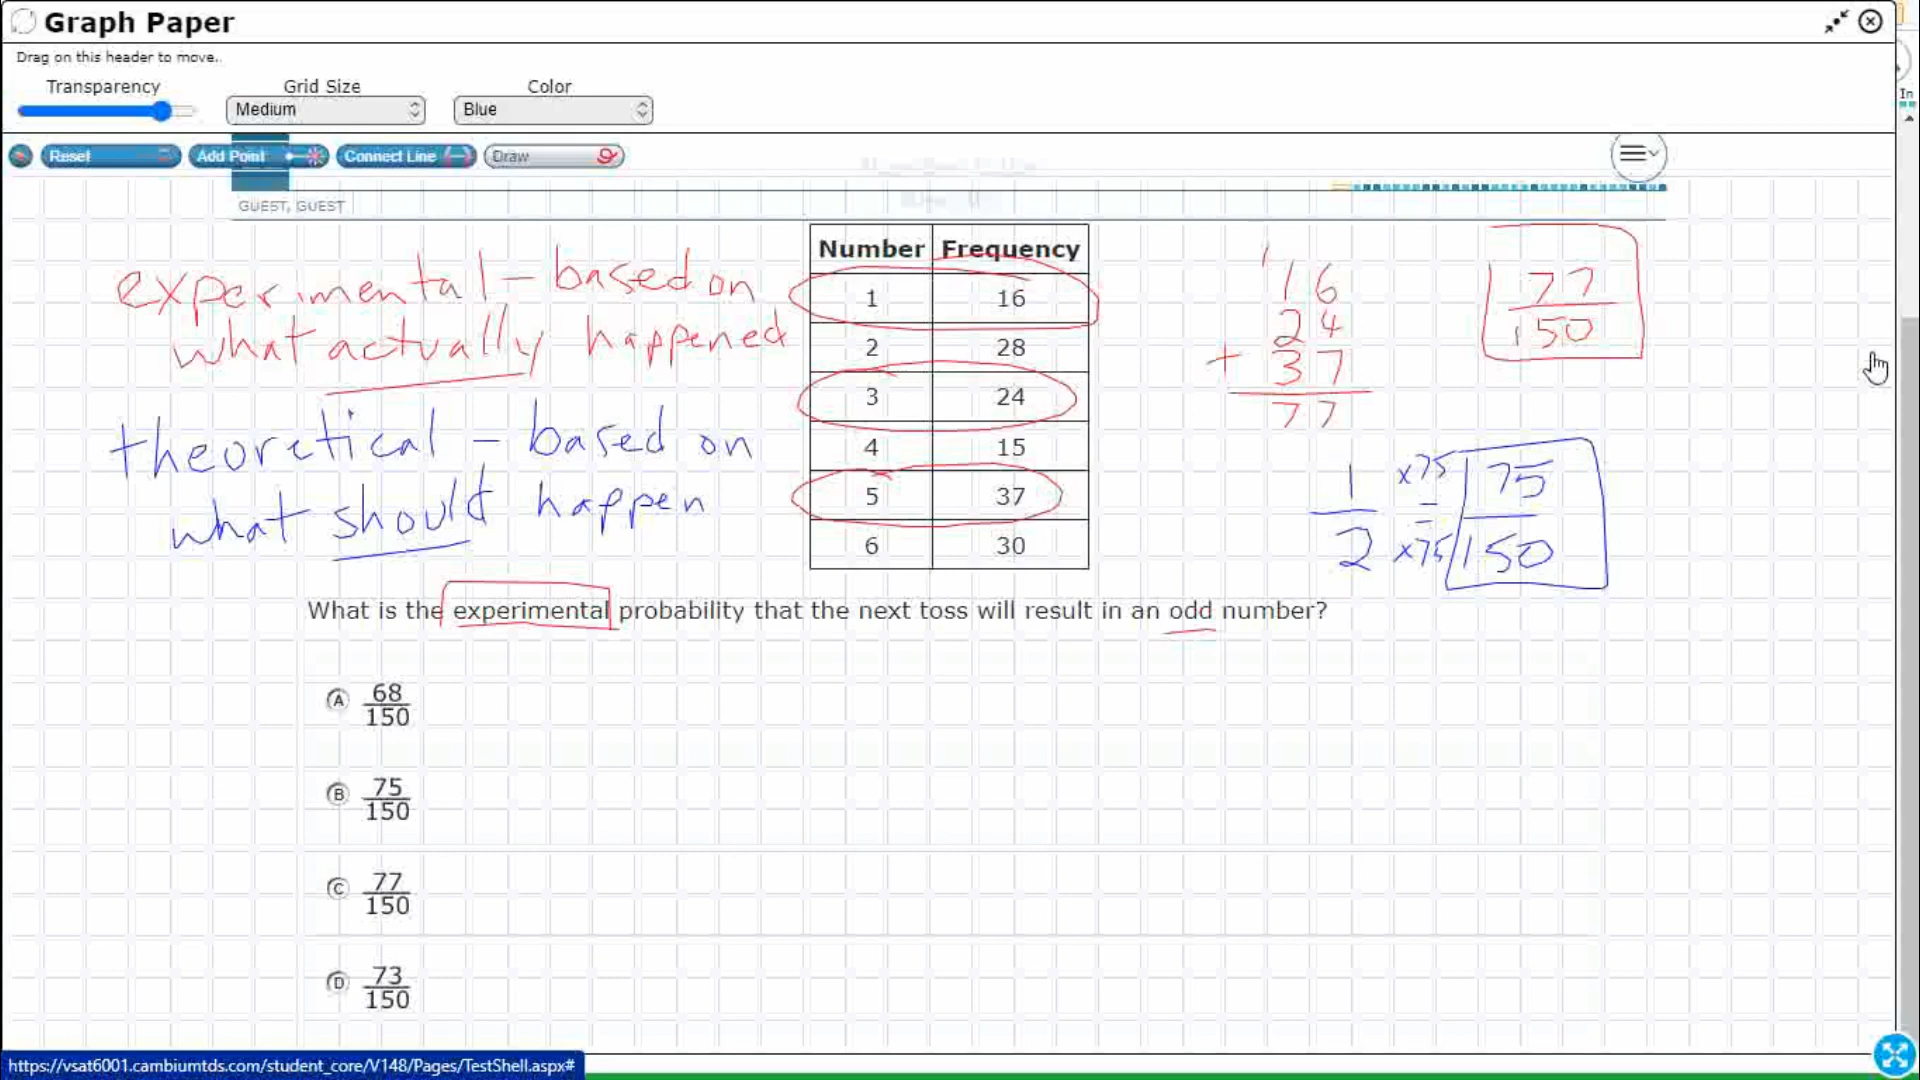 Graph Paper
Drag on this header to move..
Transparency Grid Size Color
Medium Blue
Reset Add Point Connect Line Draw
In
GUEST, GUEST
experimental - based on
what actually happened
theoretical - based on
what should happen
Number Frequency
1 16
2 28
3 24
4 15
5 37
6 30
1
16
24
+ 37
77
77
150
1 x75 75
=
2 x75 150
What is the experimental probability that the next toss will result in an odd number?
A 68
150
B 75
150
C 77
150
D 73
150
https://vsat6001.cambiumtds.com/student_core/V148/Pages/TestShell.aspx#